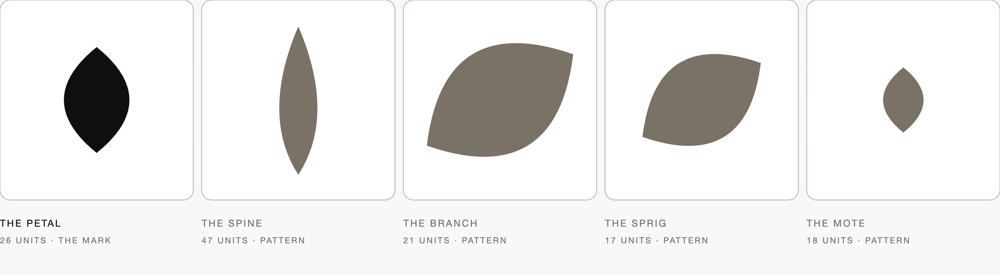 THE PETAL
26 UNITS · THE MARK
THE SPINE
47 UNITS · PATTERN
THE BRANCH
21 UNITS · PATTERN
THE SPRIG
17 UNITS · PATTERN
THE MOTE
18 UNITS · PATTERN